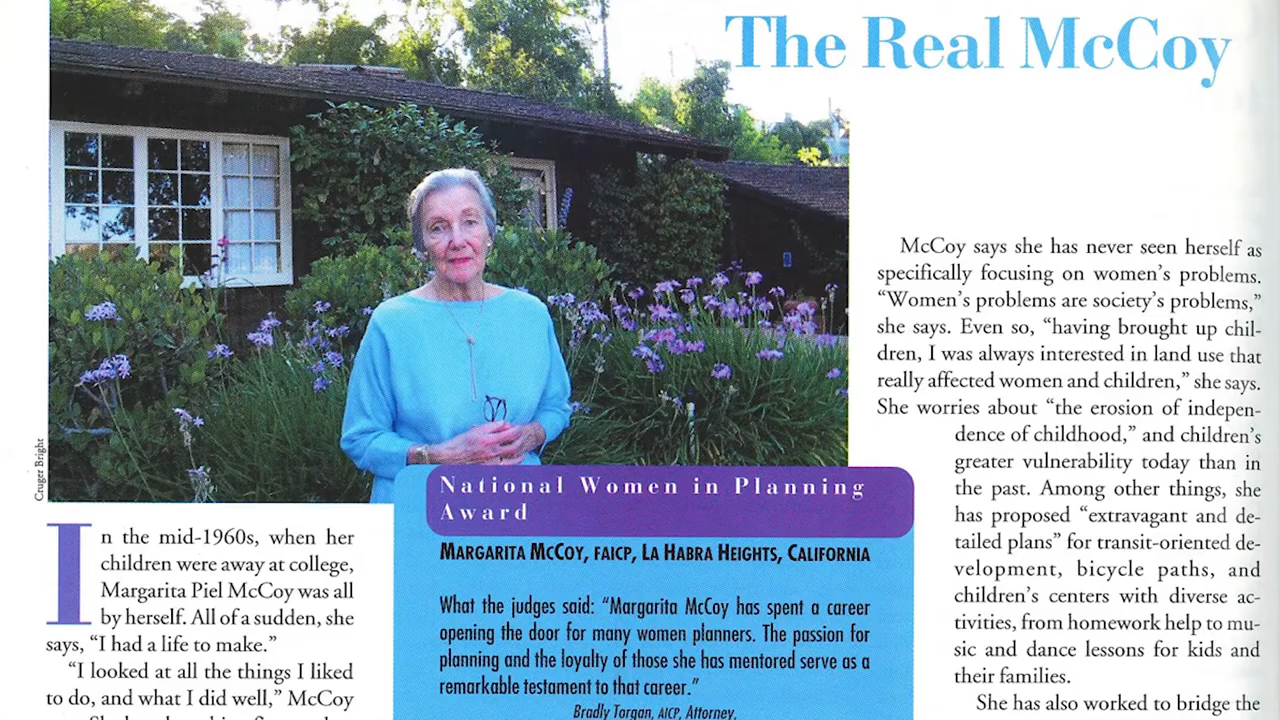 The Real McCoy
Cruger Bright
In the mid-1960s, when her
children were away at college,
Margarita Piel McCoy was all
by herself. All of a sudden, she
says, “I had a life to make.”
“I looked at all the things I liked
to do, and what I did well,” McCoy
National Women in Planning
Award
MARGARITA MCCOY, FAICP, LA HABRA HEIGHTS, CALIFORNIA
What the judges said: “Margarita McCoy has spent a career
opening the door for many women planners. The passion for
planning and the loyalty of those she has mentored serve as a
remarkable testament to that career.”
Bradly Torgan, AICP, Attorney,
McCoy says she has never seen herself as
specifically focusing on women’s problems.
“Women’s problems are society’s problems,”
she says. Even so, “having brought up chil-
dren, I was always interested in land use that
really affected women and children,” she says.
She worries about “the erosion of indepen-
dence of childhood,” and children’s
greater vulnerability today than in
the past. Among other things, she
has proposed “extravagant and de-
tailed plans” for transit-oriented de-
velopment, bicycle paths, and
children’s centers with diverse ac-
tivities, from homework help to mu-
sic and dance lessons for kids and
their families.
She has also worked to bridge the